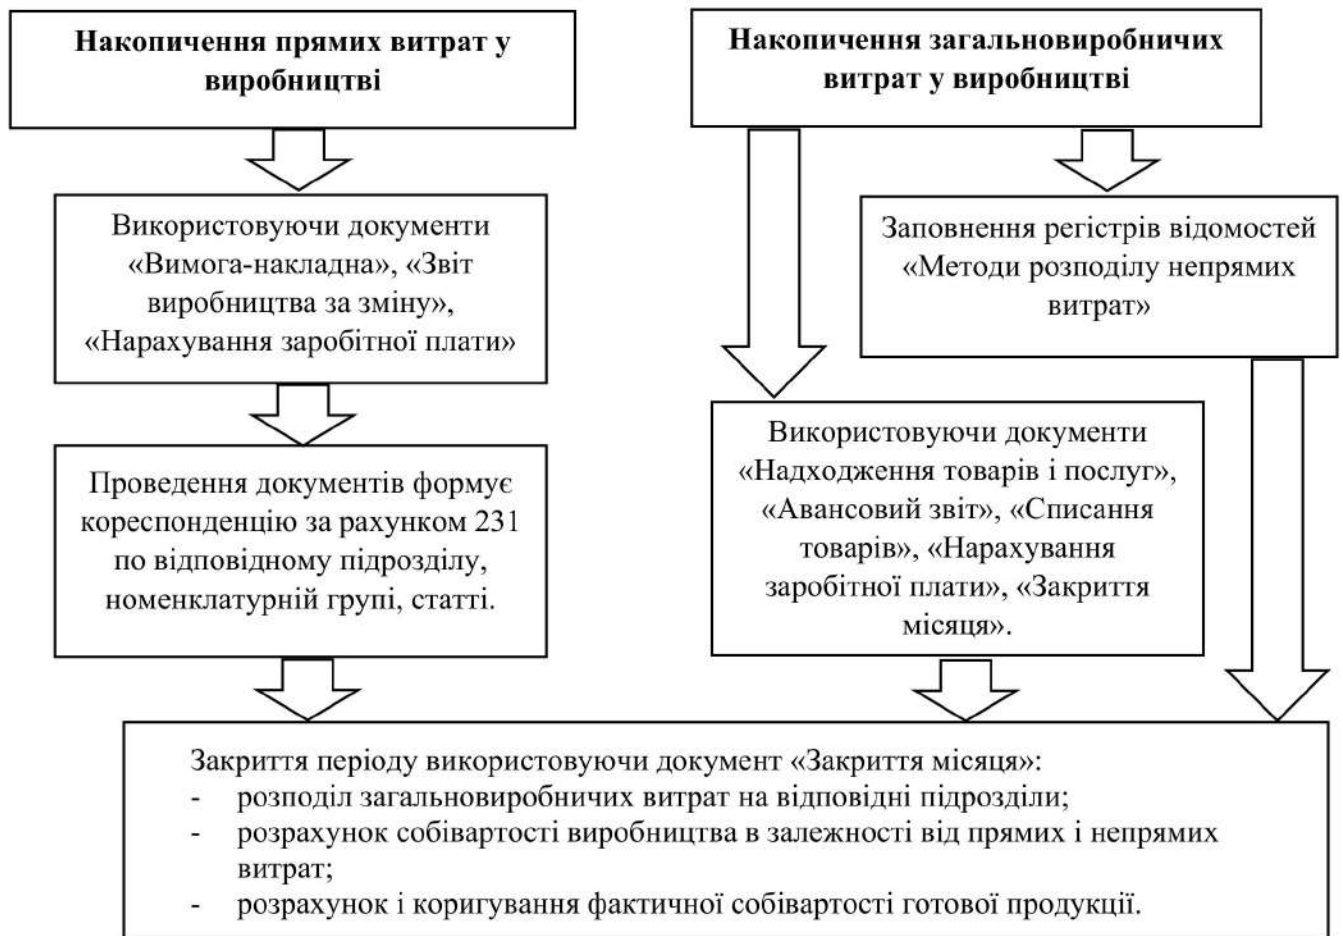 Накопичення прямих витрат у
виробництві
Накопичення загальновиробничих
витрат у виробництві
Використовуючи документи
«Вимога-накладна», «Звіт
виробництва за зміну»,
«Нарахування заробітної плати»
Заповнення регістрів відомостей
«Методи розподілу непрямих
витрат»
Проведення документів формує
кореспонденцію за рахунком 231
по відповідному підрозділу,
номенклатурній групі, статті.
Використовуючи документи
«Надходження товарів і послуг»,
«Авансовий звіт», «Списання
товарів», «Нарахування
заробітної плати», «Закриття
місяця».
Закриття періоду використовуючи документ «Закриття місяця»:
- розподіл загальновиробничих витрат на відповідні підрозділи;
- розрахунок собівартості виробництва в залежності від прямих і непрямих
витрат;
- розрахунок і коригування фактичної собівартості готової продукції.